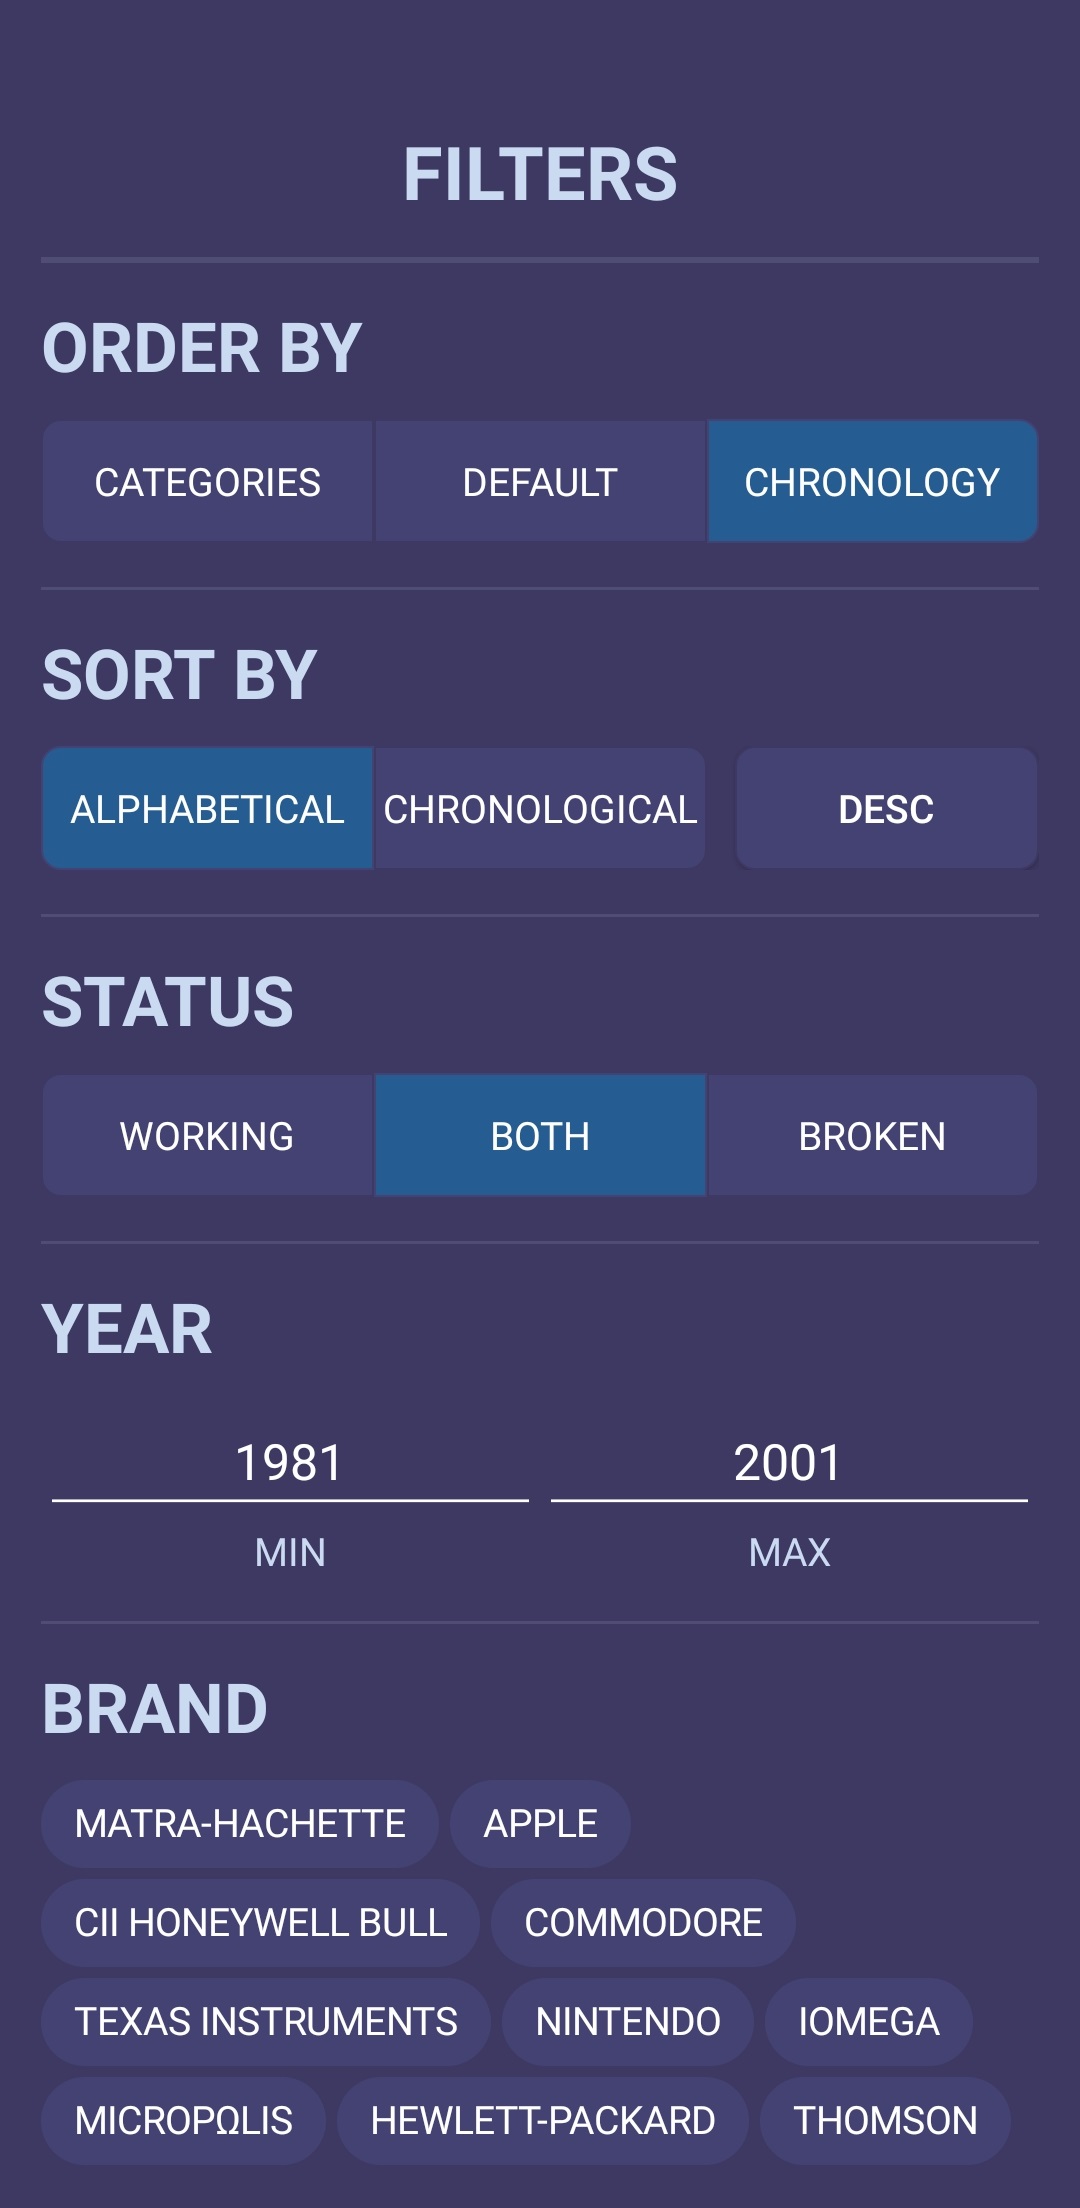 FILTERS
ORDER BY
CATEGORIES DEFAULT CHRONOLOGY
SORT BY
ALPHABETICAL CHRONOLOGICAL DESC
STATUS
WORKING BOTH BROKEN
YEAR
1981 2001
MIN MAX
BRAND
MATRA-HACHETTE APPLE
CII HONEYWELL BULL COMMODORE
TEXAS INSTRUMENTS NINTENDO IOMEGA
MICROPΩLIS HEWLETT-PACKARD THOMSON